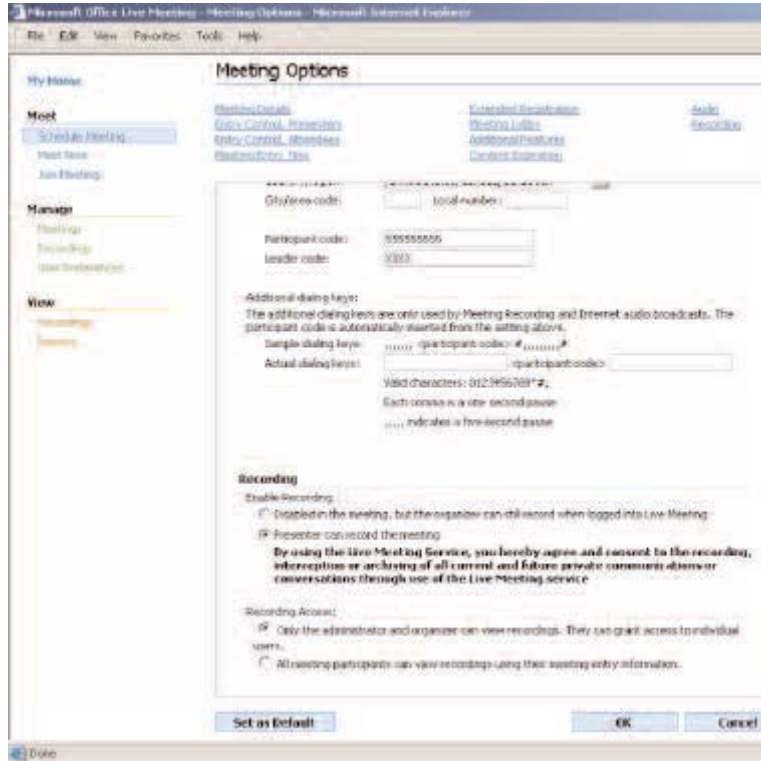 Microsoft Office Live Meeting - Meeting Options - Microsoft Internet Explorer
File Edit View Favorites Tools Help
My Home
Meet
Schedule Meeting
Meet Now
Join Meeting
Manage
Meetings
Recordings
User Preferences
View
Recordings
Meeting Options
Meeting Details
Entry Control, Presenters
Entry Control, Attendees
Meeting Entry Time
Extended Registration
Meeting Lobby
Additional Features
Content Expiration
Audio
Recording
City/area code: Local number:
Participant code: 555555555
Leader code: XXXX
Additional dialing keys:
The additional dialing keys are only used by Meeting Recording and Internet audio broadcasts. The
participant code is automatically inserted from the setting above.
Sample dialing keys: ,,,,,,, <participant code> #,,,,,,,,,#
Actual dialing keys: <participant code>
Valid characters: 0123456789*#,
Each comma is a one second pause
,,,,, indicates a five second pause
Recording
Enable Recording
Disabled in the meeting, but the organizer can still record when logged into Live Meeting
Presenter can record the meeting
By using the Live Meeting Service, you hereby agree and consent to the recording,
interception or archiving of all current and future private communications or
conversations through use of the Live Meeting service
Recording Access:
Only the administrator and organizer can view recordings. They can grant access to individual
users.
All meeting participants can view recordings using their meeting entry information.
Set as Default OK Cancel
Done